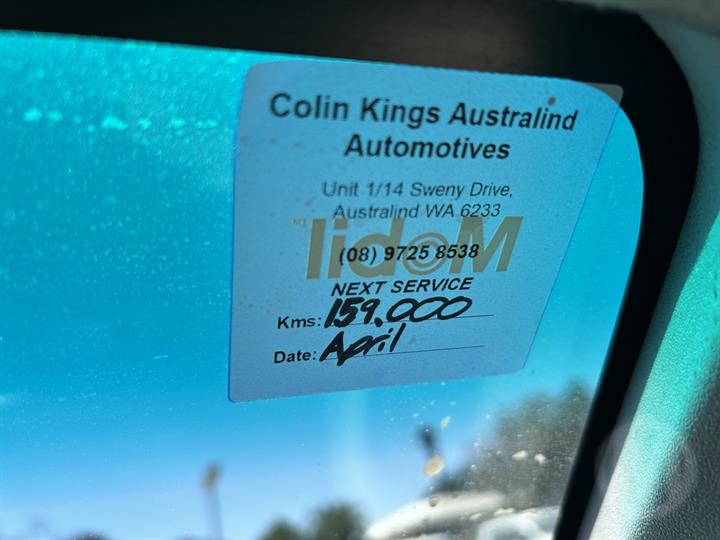 Colin Kings Australind
Automotives
Unit 1/14 Sweny Drive,
Australind WA 6233
Mobil
(08) 9725 8538
NEXT SERVICE
Kms: 159,000
Date: April